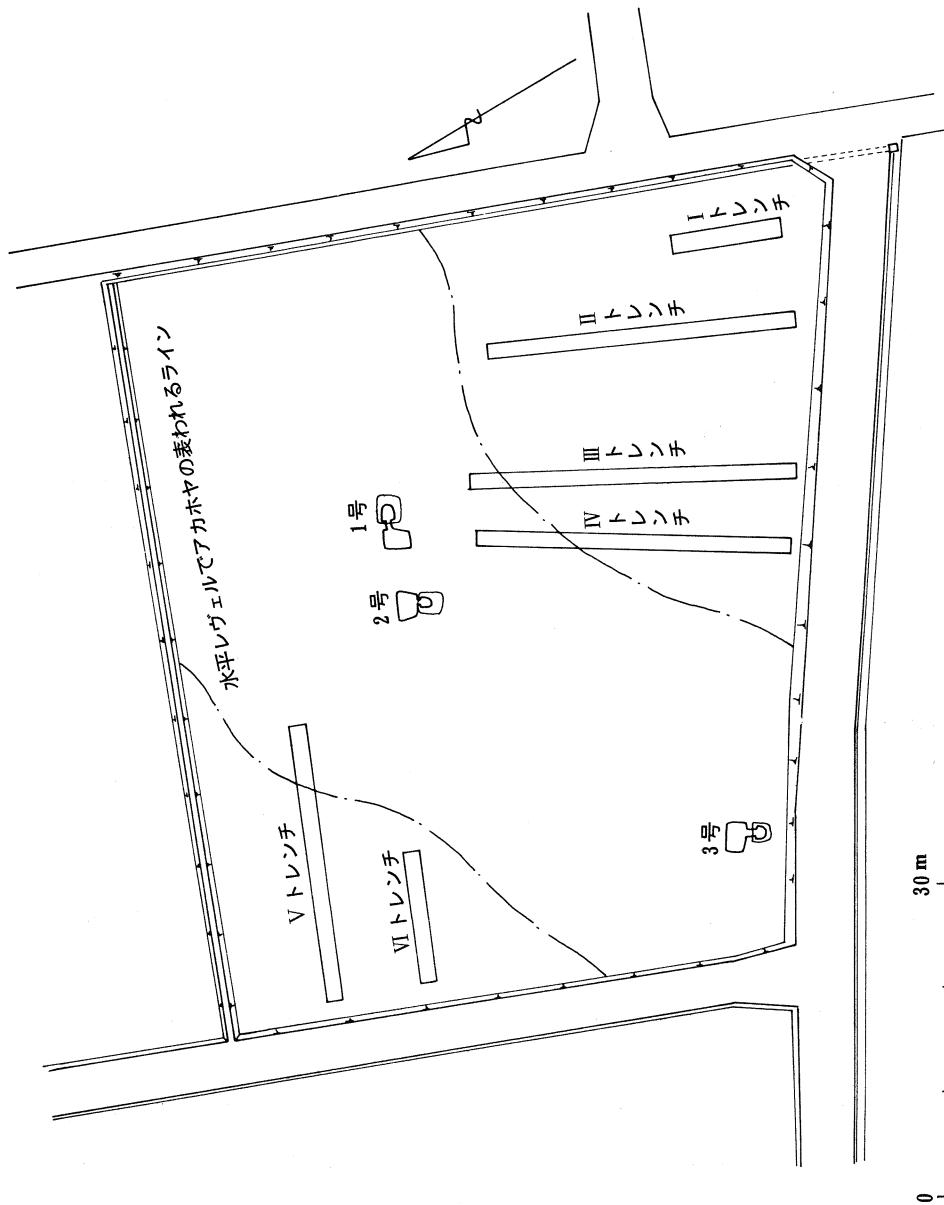 水平レヴェルでアカホヤの表われるライン
Ⅰトレンチ
Ⅱトレンチ
Ⅲトレンチ
Ⅳトレンチ
Ⅴトレンチ
Ⅵトレンチ
1号
2号
3号
N
0
30m